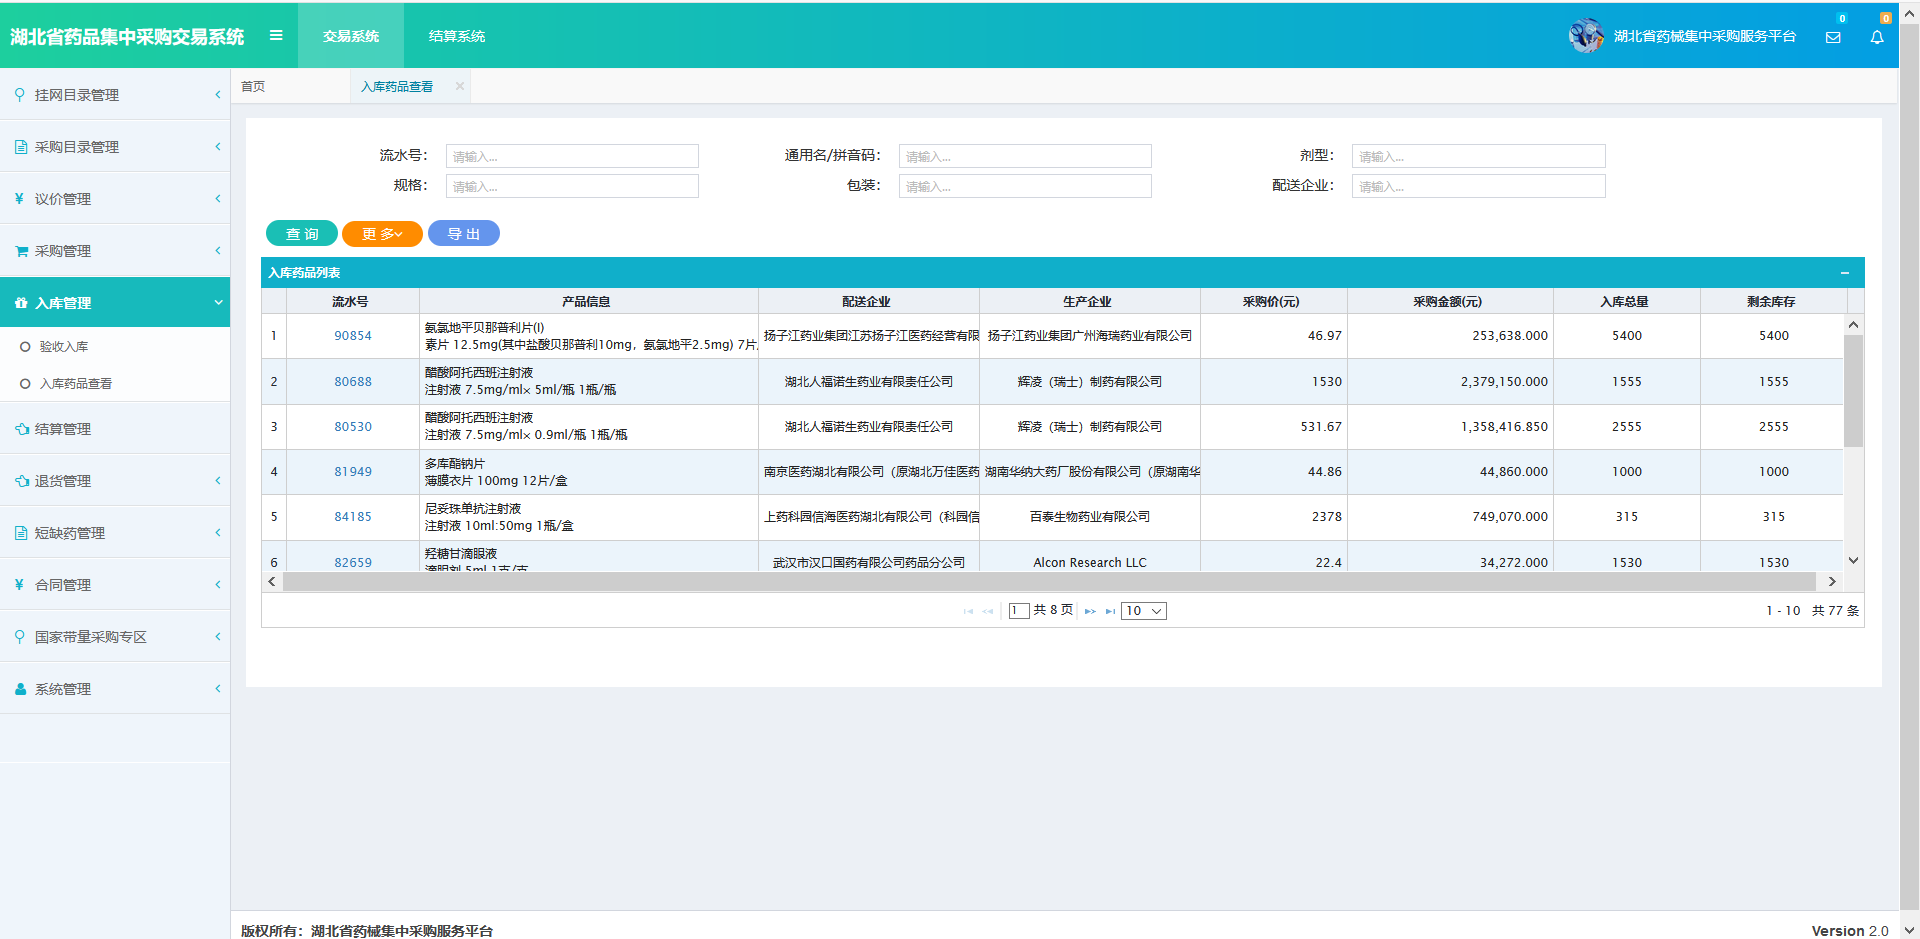 湖北省药品集中采购交易系统
交易系统
结算系统
湖北省药械集中采购服务平台
0
0
挂网目录管理
采购目录管理
¥ 议价管理
采购管理
入库管理
验收入库
入库药品查看
结算管理
退货管理
短缺药管理
¥ 合同管理
国家带量采购专区
系统管理
首页
入库药品查看
流水号： 请输入... 通用名/拼音码： 请输入... 剂型： 请输入...
规格： 请输入... 包装： 请输入... 配送企业： 请输入...
查 询 更 多 导 出
入库药品列表
流水号 产品信息 配送企业 生产企业 采购价(元) 采购金额(元) 入库总量 剩余库存
1 90854 氨氯地平贝那普利片(I)
素片 12.5mg(其中盐酸贝那普利10mg，氨氯地平2.5mg) 7片 扬子江药业集团江苏扬子江医药经营有限 扬子江药业集团广州海瑞药业有限公司 46.97 253,638.000 5400 5400
2 80688 醋酸阿托西班注射液
注射液 7.5mg/ml× 5ml/瓶 1瓶/瓶 湖北人福诺生药业有限责任公司 辉凌（瑞士）制药有限公司 1530 2,379,150.000 1555 1555
3 80530 醋酸阿托西班注射液
注射液 7.5mg/ml× 0.9ml/瓶 1瓶/瓶 湖北人福诺生药业有限责任公司 辉凌（瑞士）制药有限公司 531.67 1,358,416.850 2555 2555
4 81949 多库酯钠片
薄膜衣片 100mg 12片/盒 南京医药湖北有限公司（原湖北万佳医药 湖南华纳大药厂股份有限公司（原湖南华 44.86 44,860.000 1000 1000
5 84185 尼妥珠单抗注射液
注射液 10ml:50mg 1瓶/盒 上药科园信海医药湖北有限公司（科园信 百泰生物药业有限公司 2378 749,070.000 315 315
6 82659 羟糖甘滴眼液
滴眼剂 5ml 1支/支 武汉市汉口国药有限公司药品分公司 Alcon Research LLC 22.4 34,272.000 1530 1530
1 共 8 页 10
1 - 10 共 77 条
版权所有：湖北省药械集中采购服务平台
Version 2.0